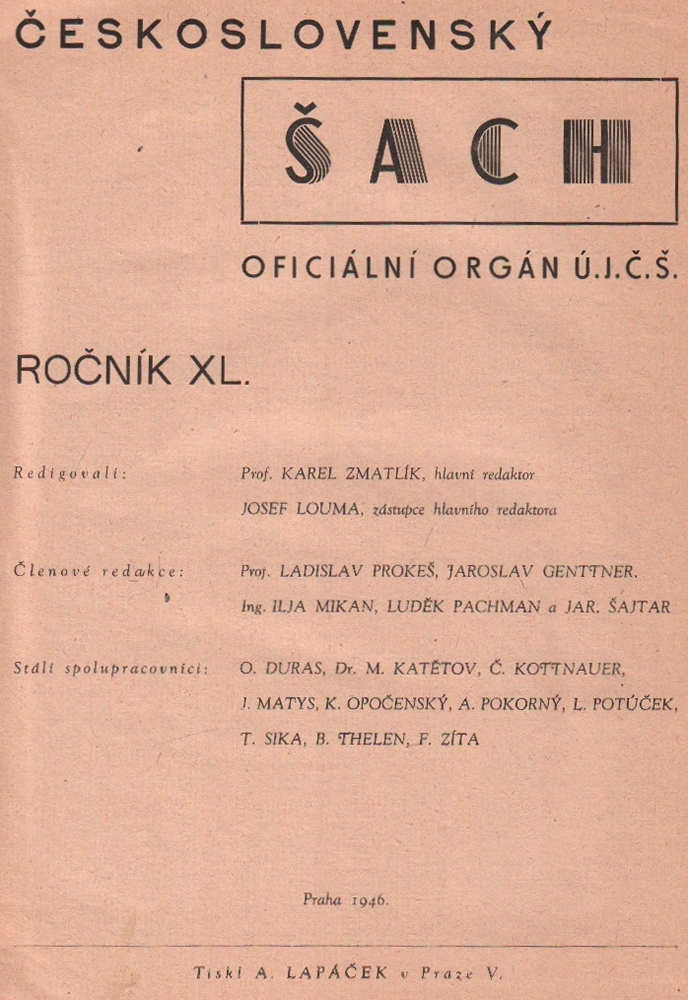 ČESKOSLOVENSKÝ
ŠACH
OFICIÁLNÍ ORGÁN Ú.J.Č.Š.
ROČNÍK XL.
Redigovali: Prof. KAREL ZMATLÍK, hlavní redaktor
JOSEF LOUMA, zástupce hlavního redaktora
Členové redakce: Prof. LADISLAV PROKEŠ, JAROSLAV GENTTNER.
Ing. ILJA MIKAN, LUDĚK PACHMAN a JAR. ŠAJTAR
Stálí spolupracovníci: O. DURAS, Dr. M. KATĚTOV, Č. KOTTNAUER,
J. MATYS, K. OPOČENSKÝ, A. POKORNÝ, L. POTÚČEK,
T. SIKA, B. THELEN, F. ZÍTA
Praha 1946.
Tiskl A. LAPÁČEK v Praze V.